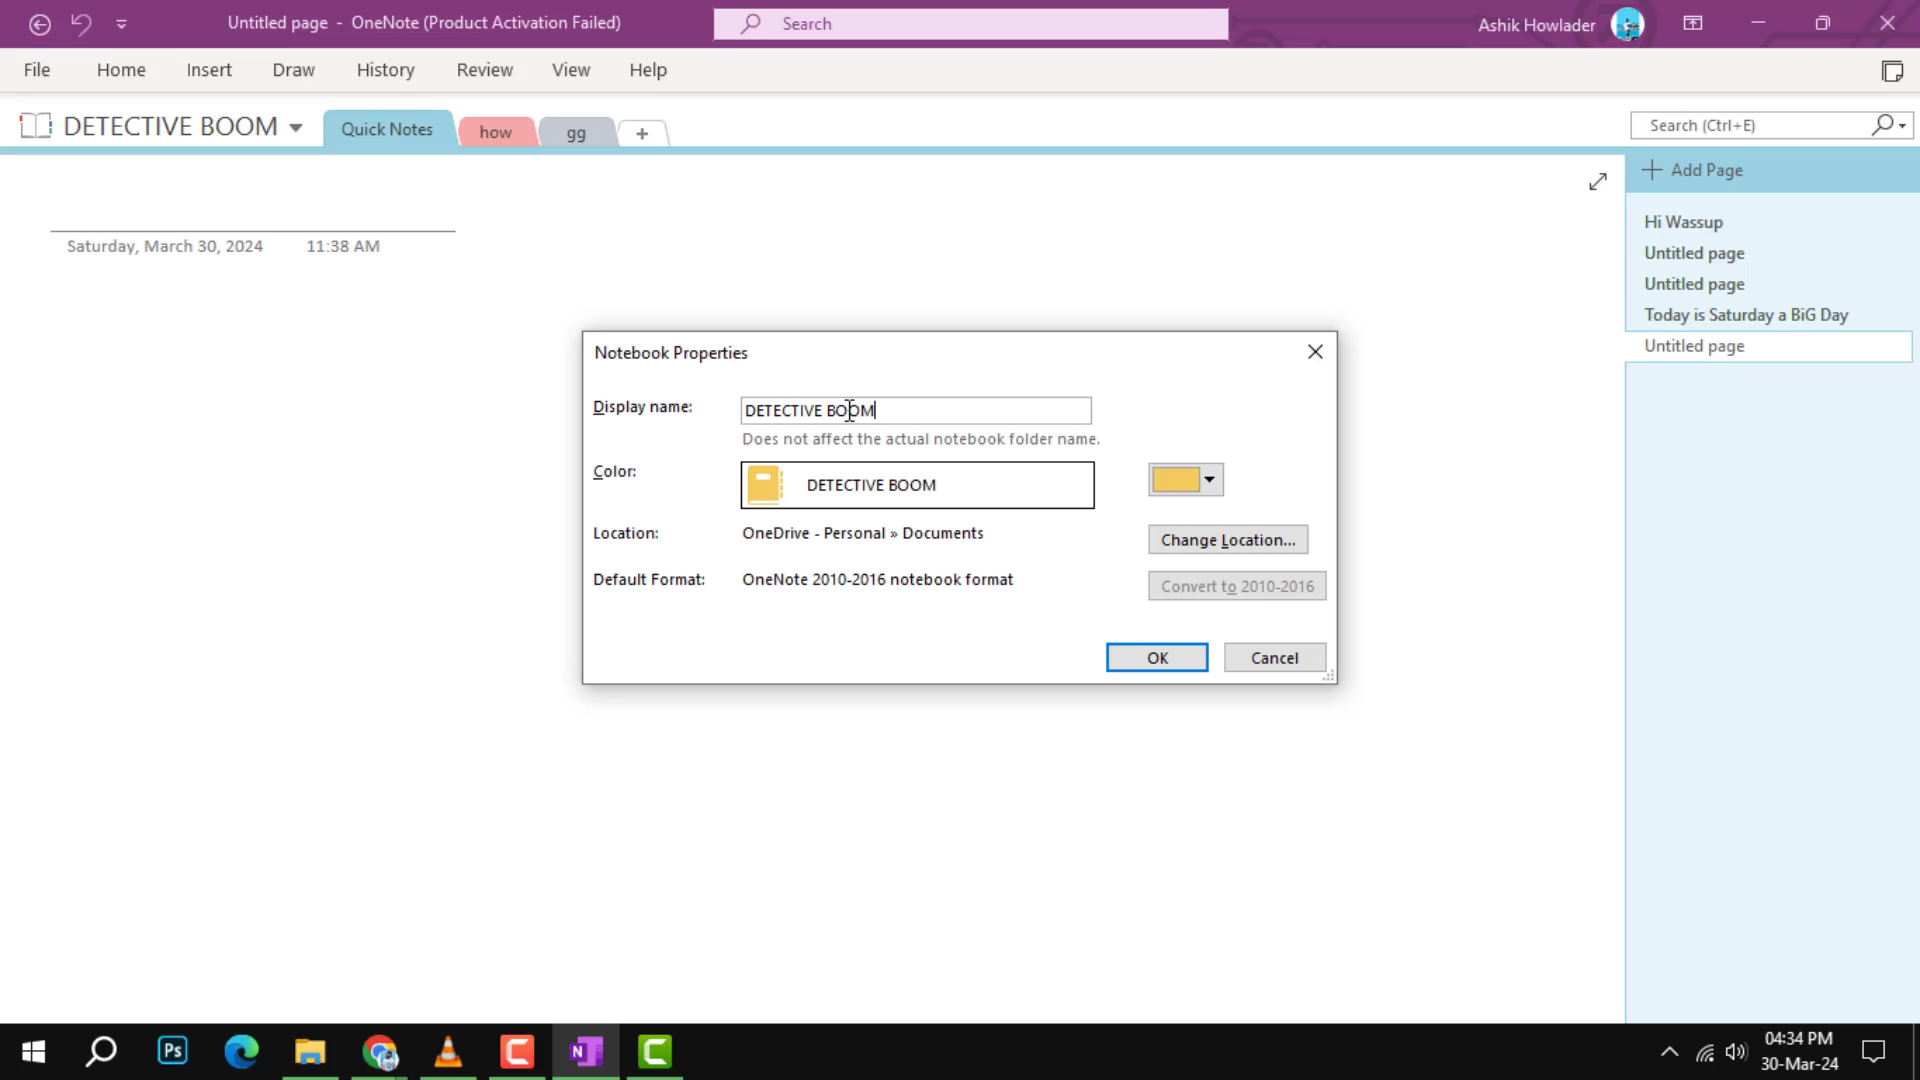 Untitled page - OneNote (Product Activation Failed)
Search
Ashik Howlader
File Home Insert Draw History Review View Help
DETECTIVE BOOM
Quick Notes
how
gg
Search (Ctrl+E)
Add Page
Saturday, March 30, 2024 11:38 AM
Hi Wassup
Untitled page
Untitled page
Today is Saturday a BiG Day
Untitled page
Notebook Properties
Display name: DETECTIVE BOOM
Does not affect the actual notebook folder name.
Color: DETECTIVE BOOM
Location: OneDrive - Personal » Documents Change Location...
Default Format: OneNote 2010-2016 notebook format Convert to 2010-2016
OK Cancel
Ps
N
04:34 PM
30-Mar-24